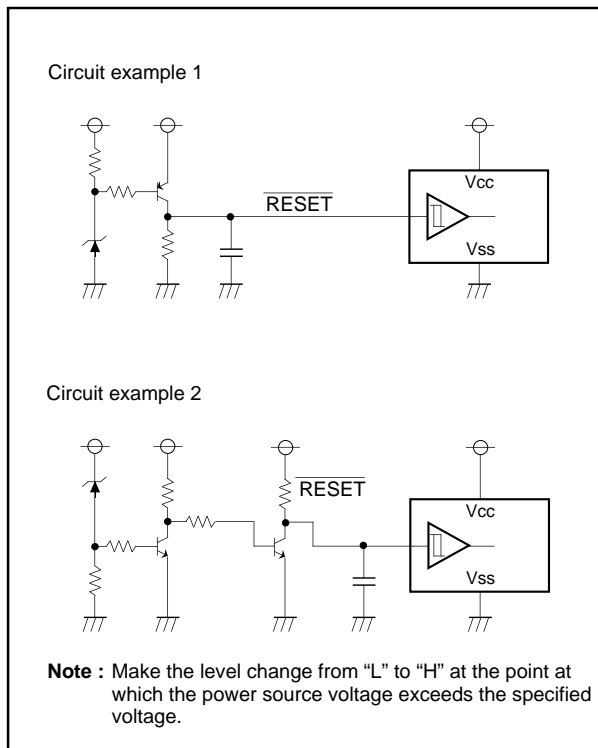 Circuit example 1
RESET
Vcc
Vss
Circuit example 2
RESET
Vcc
Vss
Note : Make the level change from “L” to “H” at the point at
which the power source voltage exceeds the specified
voltage.